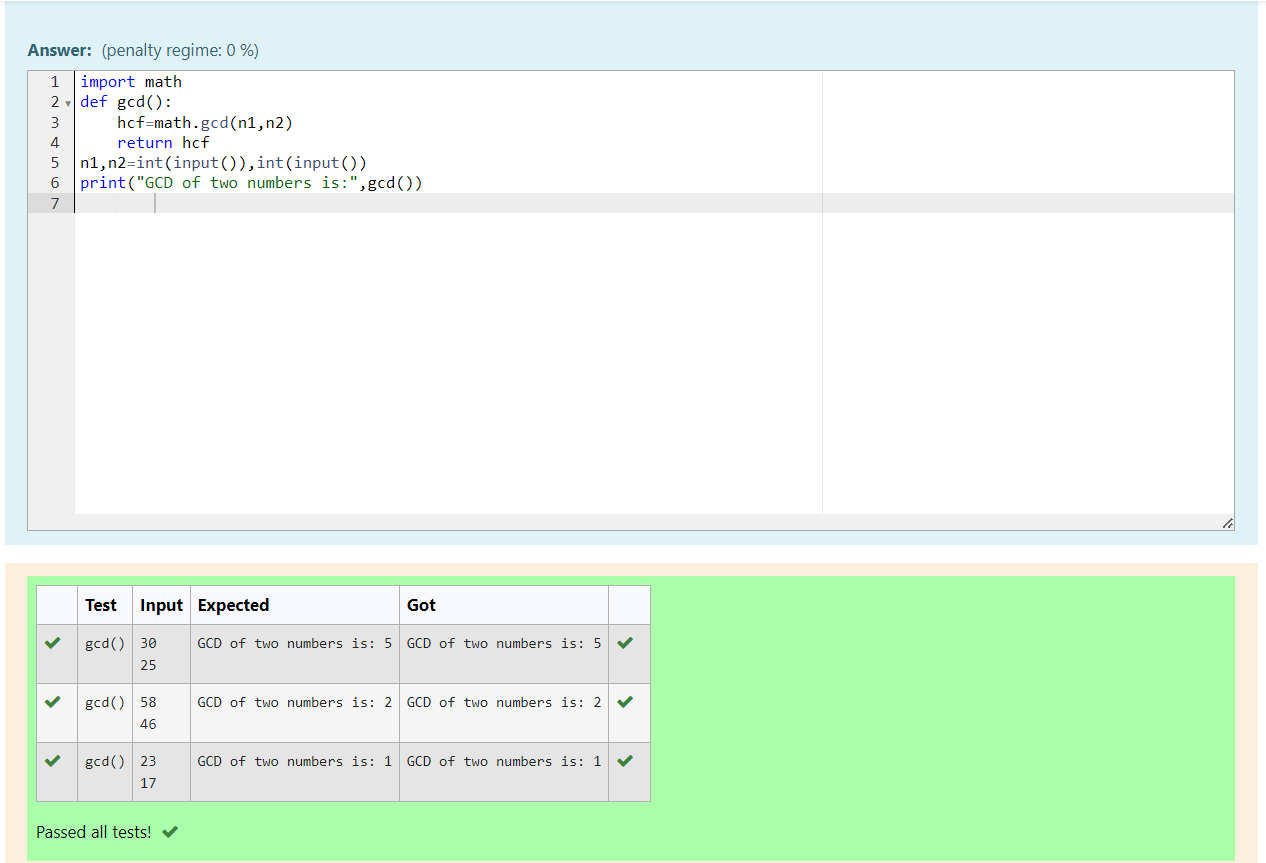 Answer: (penalty regime: 0 %)
1 import math
2 def gcd():
3     hcf=math.gcd(n1,n2)
4     return hcf
5 n1,n2=int(input()),int(input())
6 print("GCD of two numbers is:",gcd())
7
Test Input Expected Got
gcd() 30 GCD of two numbers is: 5 GCD of two numbers is: 5
25
gcd() 58 GCD of two numbers is: 2 GCD of two numbers is: 2
46
gcd() 23 GCD of two numbers is: 1 GCD of two numbers is: 1
17
Passed all tests!